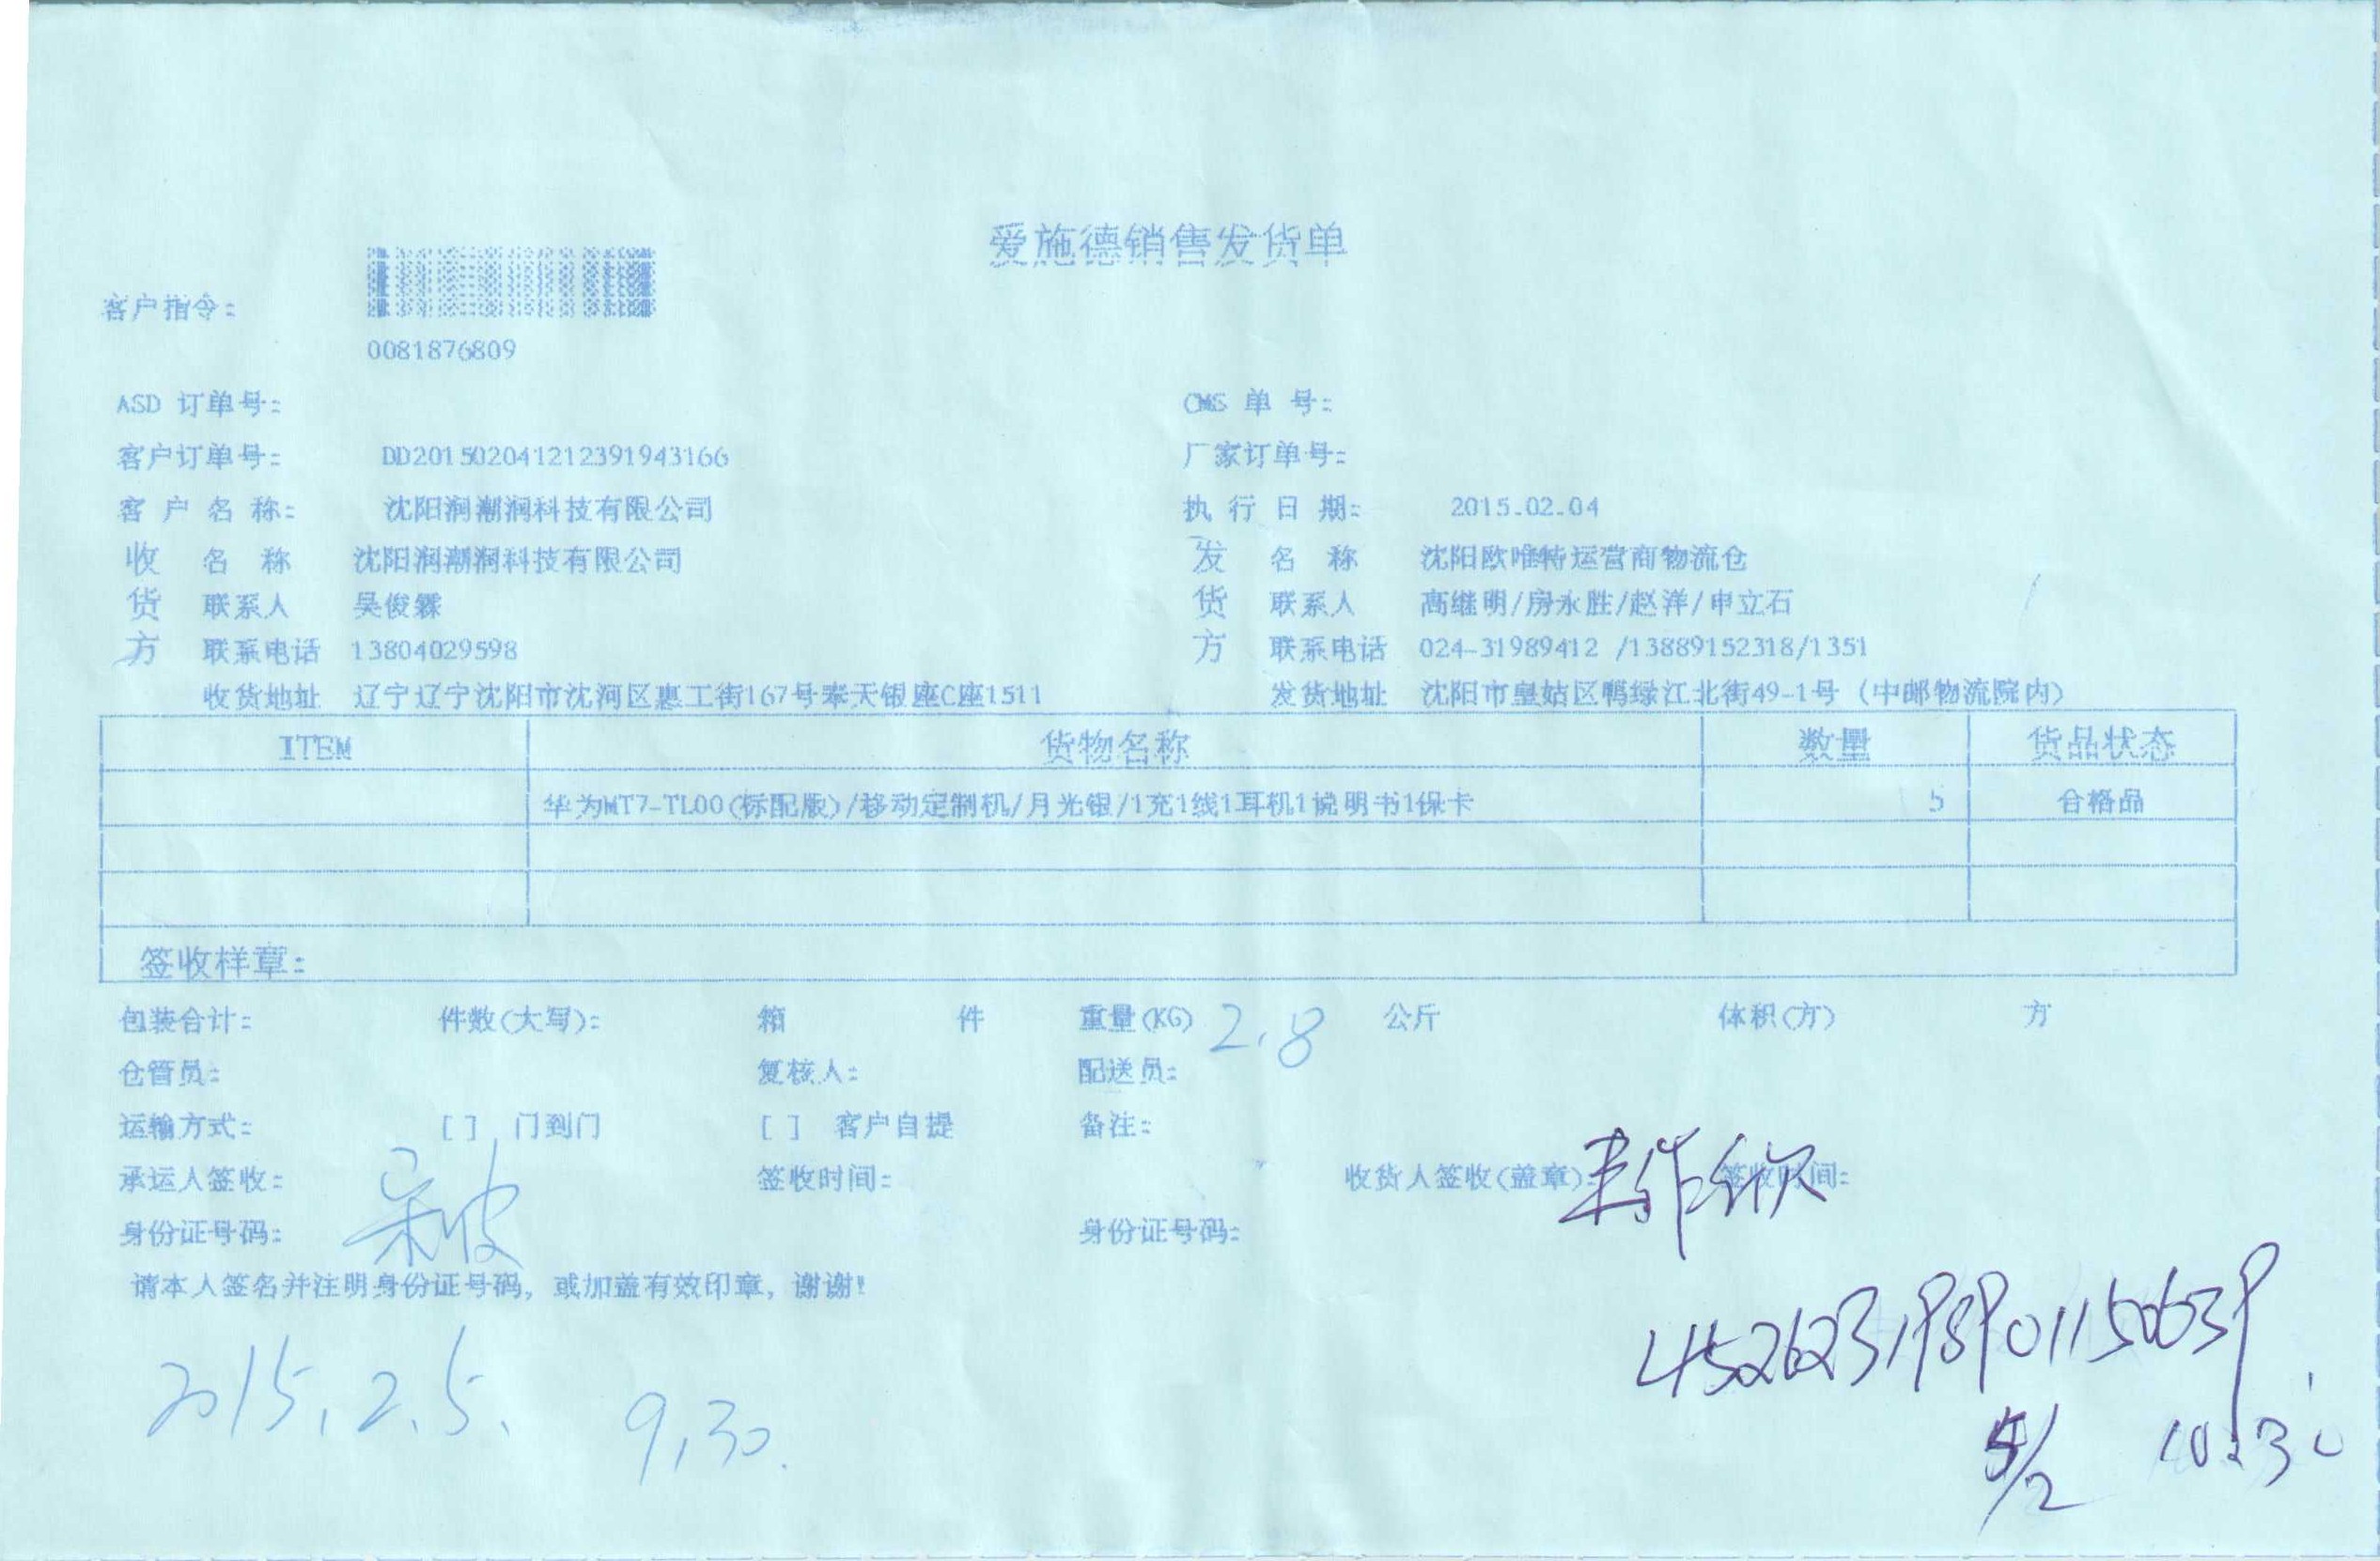 爱施德销售发货单
客户指令:
0081876809
ASD 订单号: CMS 单 号:
客户订单号: DD20150204121239194​3166 厂家订单号:
客 户 名 称: 沈阳润潮润科技有限公司 执 行 日 期: 2015.02.04
收 名 称 沈阳润潮润科技有限公司 发 名 称 沈阳欧唯特运营商物流仓
货 联系人 吴俊霖 货 联系人 高继明/房永胜/赵洋/申立石
方 联系电话 13804029598 方 联系电话 024-31989412 /13889152318/1351
收货地址 辽宁辽宁沈阳市沈河区惠工街167号奉天银座C座1511 发货地址 沈阳市皇姑区鸭绿江北街49-1号 (中邮物流院内)
ITEM 货物名称 数量 货品状态
华为MT7-TL00(标配版)/移动定制机/月光银/1充1线1耳机1说明书1保卡 5 合格品
签收样章:
包装合计: 件数(大写): 箱 件 重量(KG) 2.8 公斤 体积(方) 方
仓管员: 复核人: 配送员:
运输方式: [ ] 门到门 [ ] 客户自提 备注:
承运人签收: 宋波 签收时间: 收货人签收(盖章): 签收时间:
身份证号码: 身份证号码:
请本人签名并注明身份证号码, 或加盖有效印章, 谢谢!
452623198901150639
2015.2.5. 9.30.
5/2 10:30